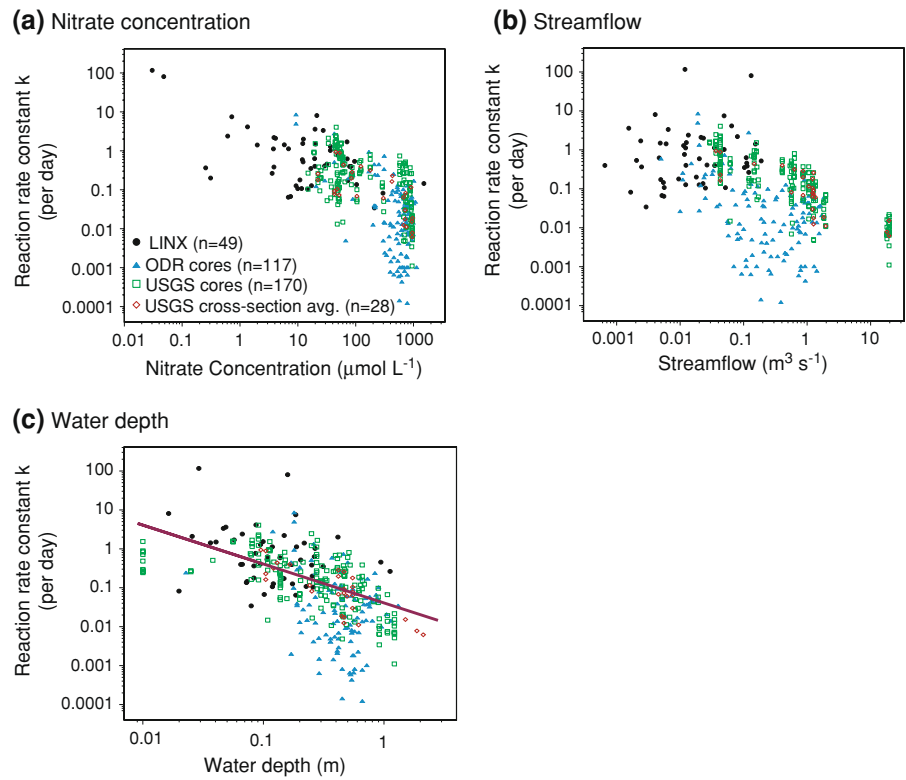 (a) Nitrate concentration
Reaction rate constant k
(per day)
100
10
1
0.1
0.01
0.001
0.0001
LINX (n=49)
ODR cores (n=117)
USGS cores (n=170)
USGS cross-section avg. (n=28)
0.01 0.1 1 10 100 1000
Nitrate Concentration (μmol L⁻¹)
(b) Streamflow
Reaction rate constant k
(per day)
100
10
1
0.1
0.01
0.001
0.0001
0.001 0.01 0.1 1 10
Streamflow (m³ s⁻¹)
(c) Water depth
Reaction rate constant k
(per day)
100
10
1
0.1
0.01
0.001
0.0001
0.01 0.1 1
Water depth (m)